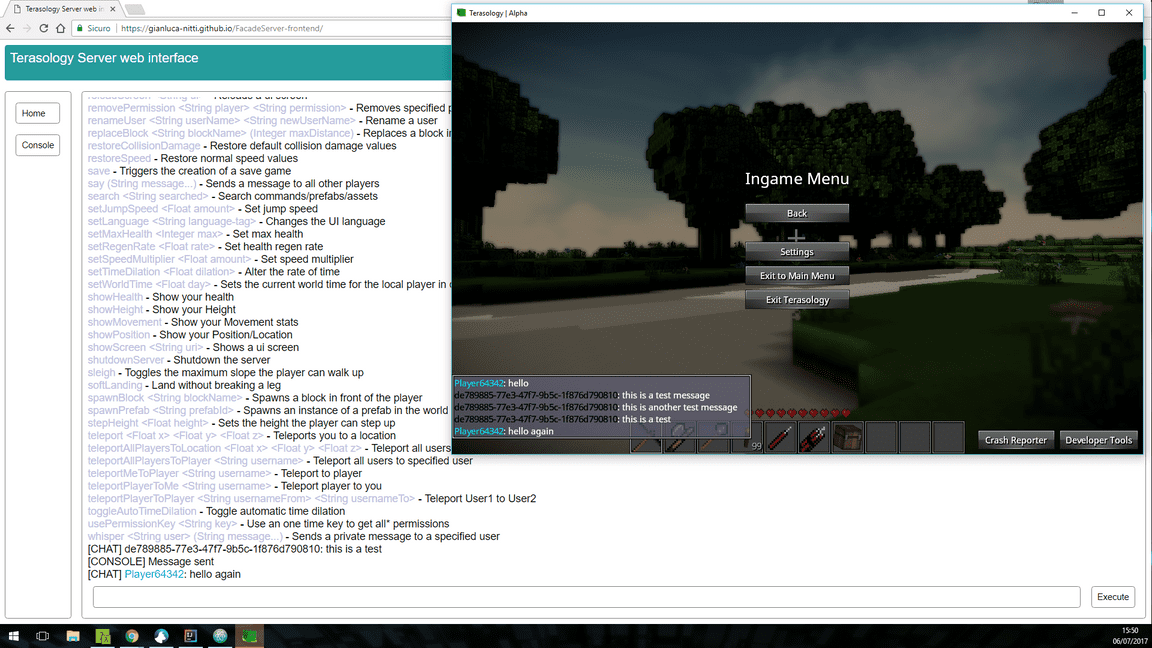 Terasology Server web in
Sicuro
https://gianluca-nitti.github.io/FacadeServer-frontend/
Terasology Server web interface
Home
Console
removePermission <String player> <String permission> - Removes specified p
renameUser <String userName> <String newUserName> - Rename a user
replaceBlock <String blockName> (Integer maxDistance) - Replaces a block in
restoreCollisionDamage - Restore default collision damage values
restoreSpeed - Restore normal speed values
save - Triggers the creation of a save game
say (String message...) - Sends a message to all other players
search <String searched> - Search commands/prefabs/assets
setJumpSpeed <Float amount> - Set jump speed
setLanguage <String language-tag> - Changes the UI language
setMaxHealth <Integer max> - Set max health
setRegenRate <Float rate> - Set health regen rate
setSpeedMultiplier <Float amount> - Set speed multiplier
setTimeDilation <Float dilation> - Alter the rate of time
setWorldTime <Float day> - Sets the current world time for the local player in
showHealth - Show your health
showHeight - Show your Height
showMovement - Show your Movement stats
showPosition - Show your Position/Location
showScreen <String uri> - Shows a ui screen
shutdownServer - Shutdown the server
sleigh - Toggles the maximum slope the player can walk up
softLanding - Land without breaking a leg
spawnBlock <String blockName> - Spawns a block in front of the player
spawnPrefab <String prefabId> - Spawns an instance of a prefab in the world
stepHeight <Float height> - Sets the height the player can step up
teleport <Float x> <Float y> <Float z> - Teleports you to a location
teleportAllPlayersToLocation <Float x> <Float y> <Float z> - Teleport all users
teleportAllPlayersToPlayer <String username> - Teleport all users to specified user
teleportMeToPlayer <String username> - Teleport to player
teleportPlayerToMe <String username> - Teleport player to you
teleportPlayerToPlayer <String usernameFrom> <String usernameTo> - Teleport User1 to User2
toggleAutoTimeDilation - Toggle automatic time dilation
usePermissionKey <String key> - Use an one time key to get all" permissions
whisper <String user> (String message...) - Sends a private message to a specified user
[CHAT] de789885-77e3-47f7-9b5c-1f876d790810: this is a test
[CONSOLE] Message sent
[CHAT] Player64342: hello again
Execute
Terasology | Alpha
Ingame Menu
Back
Settings
Exit to Main Menu
Exit Terasology
Player64342: hello
de789885-77e3-47f7-9b5c-1f876d790810: this is a test message
de789885-77e3-47f7-9b5c-1f876d790810: this is another test message
de789885-77e3-47f7-9b5c-1f876d790810: this is a test
Player64342: hello again
99
Crash Reporter
Developer Tools
15:50
06/07/2017